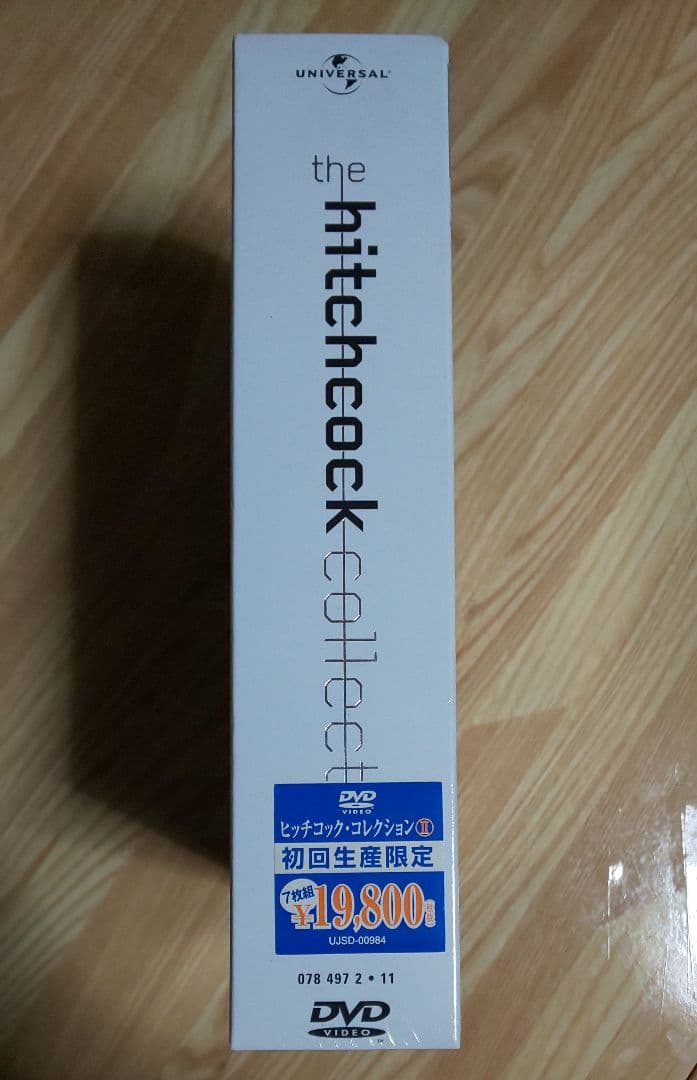 UNIVERSAL
the
hitchcock
collect
DVD
VIDEO
ヒッチコック・コレクションⅡ
初回生産限定
7枚組
¥19,800
UJSD-00984
078 497 2 • 11
DVD
VIDEO